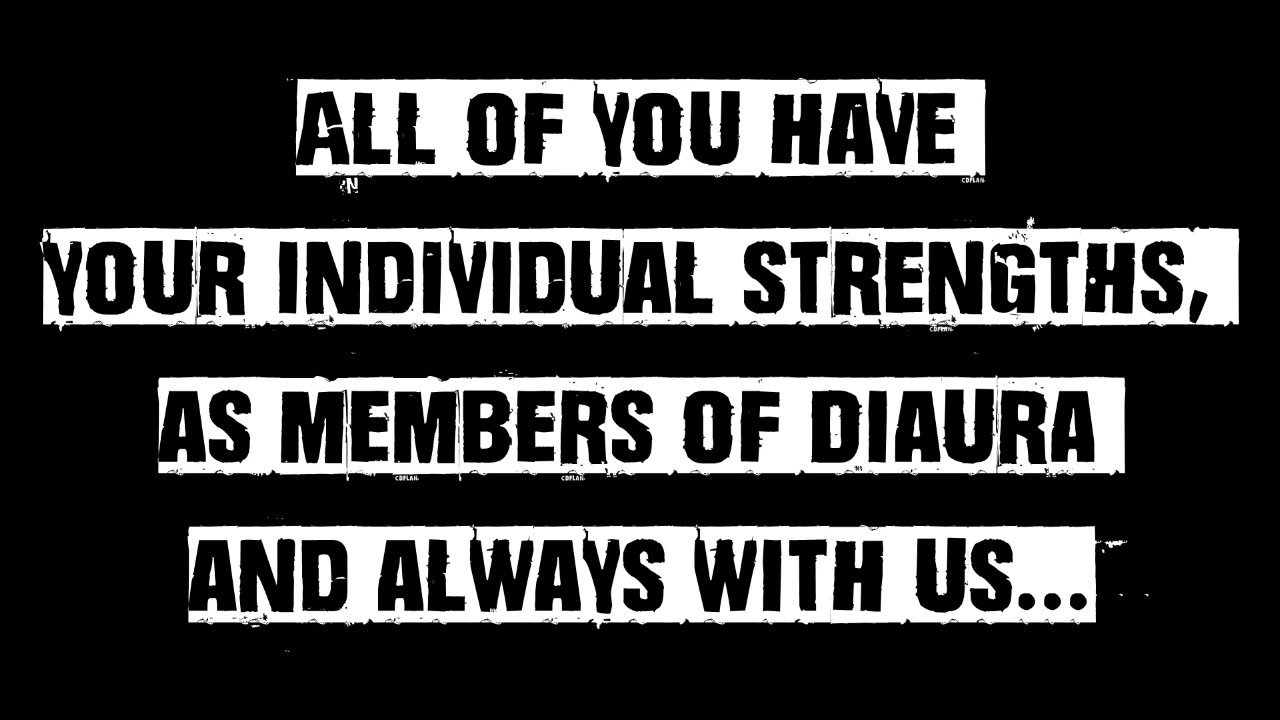 ALL OF YOU HAVE
YOUR INDIVIDUAL STRENGTHS,
AS MEMBERS OF DIAURA
AND ALWAYS WITH US...